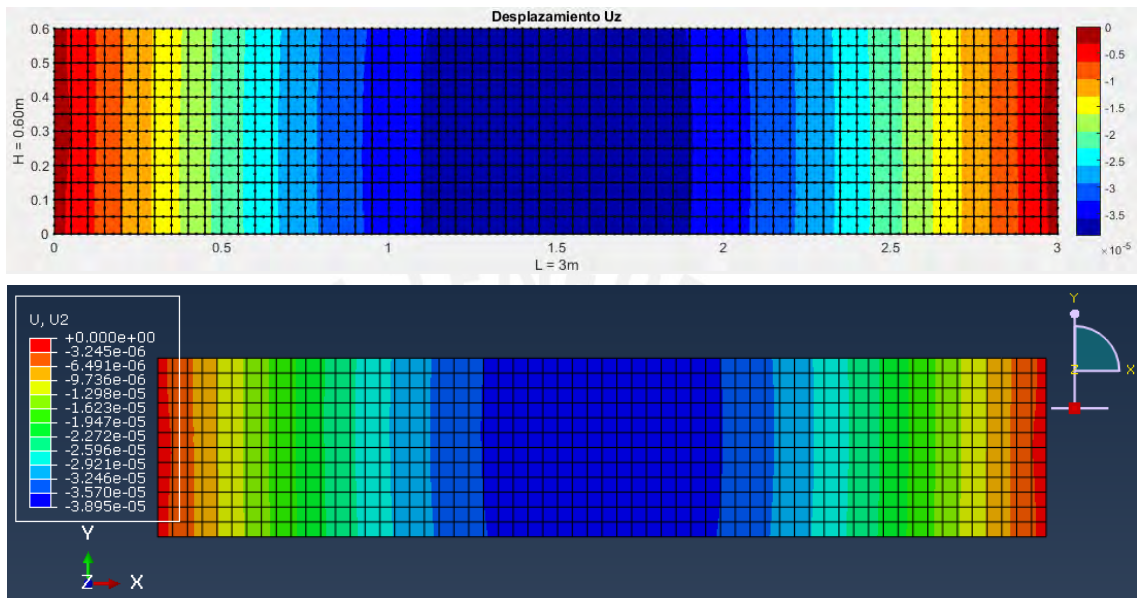 Desplazamiento Uz
0.6
0.5
0.4
0.3
0.2
0.1
0
H = 0.60m
0 0.5 1 1.5 2 2.5 3
L = 3m
0
-0.5
-1
-1.5
-2
-2.5
-3
-3.5
×10⁻⁵
U, U2
+0.000e+00
-3.245e-06
-6.491e-06
-9.736e-06
-1.298e-05
-1.623e-05
-1.947e-05
-2.272e-05
-2.596e-05
-2.921e-05
-3.246e-05
-3.570e-05
-3.895e-05
Y
Z X
Y
Z X